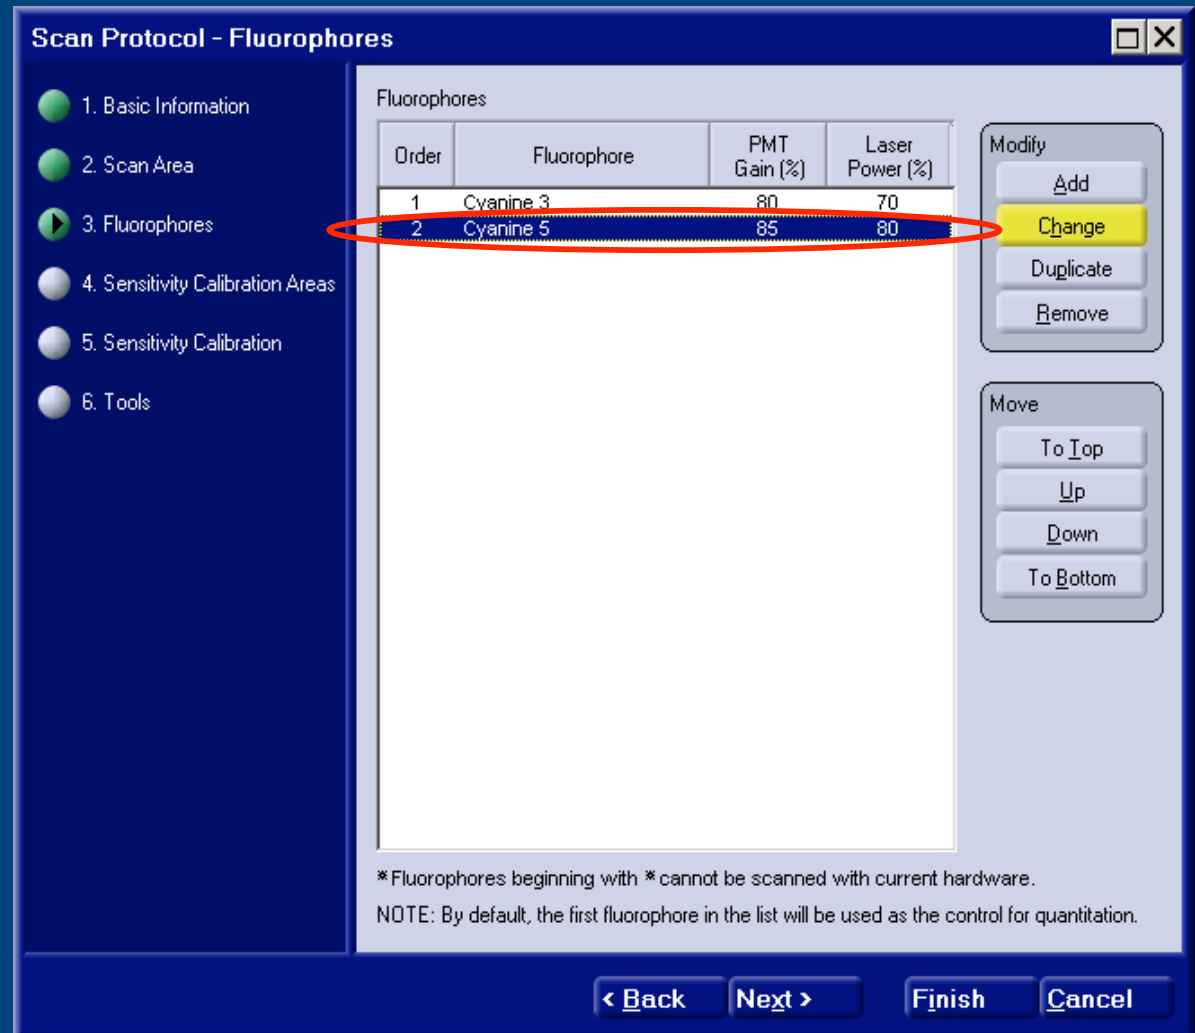 Scan Protocol - Fluorophores
1. Basic Information
2. Scan Area
3. Fluorophores
4. Sensitivity Calibration Areas
5. Sensitivity Calibration
6. Tools
Fluorophores
Order Fluorophore PMT Gain (%) Laser Power (%)
1 Cyanine 3 80 70
2 Cyanine 5 85 80
*Fluorophores beginning with * cannot be scanned with current hardware.
NOTE: By default, the first fluorophore in the list will be used as the control for quantitation.
Modify
Add
Change
Duplicate
Remove
Move
To Top
Up
Down
To Bottom
< Back Next > Finish Cancel